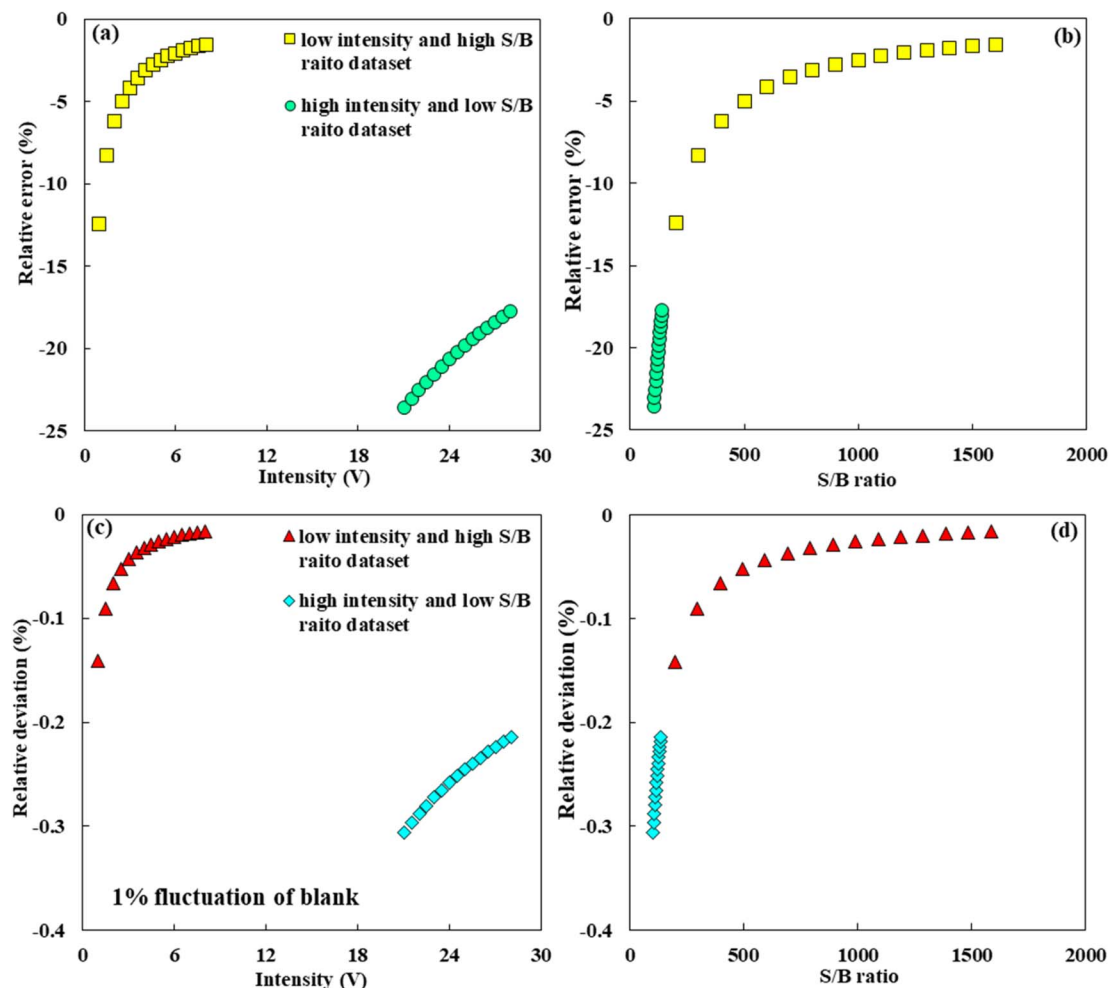 (a)
low intensity and high S/B
raito dataset
high intensity and low S/B
raito dataset
Relative error (%)
0
-5
-10
-15
-20
-25
0
6
12
18
24
30
Intensity (V)
(b)
Relative error (%)
0
-5
-10
-15
-20
-25
0
500
1000
1500
2000
S/B ratio
(c)
low intensity and high S/B
raito dataset
high intensity and low S/B
raito dataset
1% fluctuation of blank
Relative deviation (%)
0
-0.1
-0.2
-0.3
-0.4
0
6
12
18
24
30
Intensity (V)
(d)
Relative deviation (%)
0
-0.1
-0.2
-0.3
-0.4
0
500
1000
1500
2000
S/B ratio